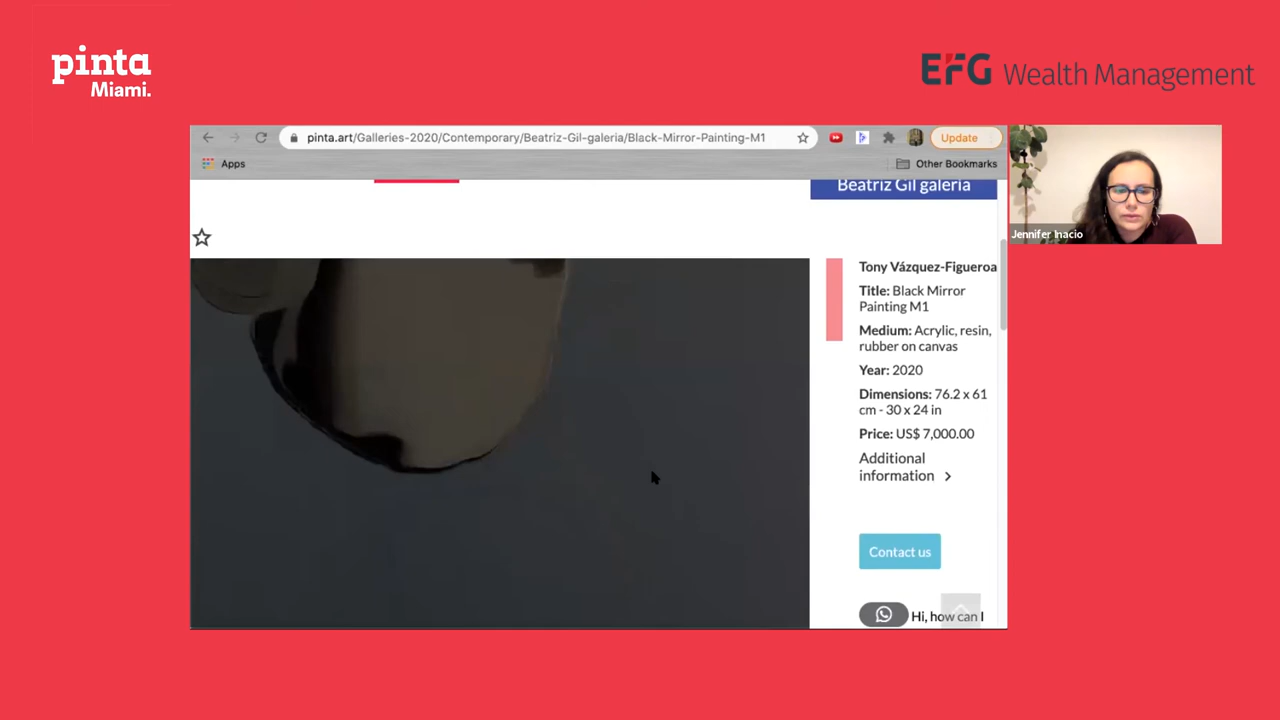 pinta
Miami.
EFG Wealth Management
pinta.art/Galleries-2020/Contemporary/Beatriz-Gil-galeria/Black-Mirror-Painting-M1
Update
Apps
Other Bookmarks
Beatriz Gil galeria
Jennifer Inacio
Tony Vázquez-Figueroa
Title: Black Mirror
Painting M1
Medium: Acrylic, resin,
rubber on canvas
Year: 2020
Dimensions: 76.2 x 61
cm - 30 x 24 in
Price: US$ 7,000.00
Additional
information
Contact us
Hi, how can I